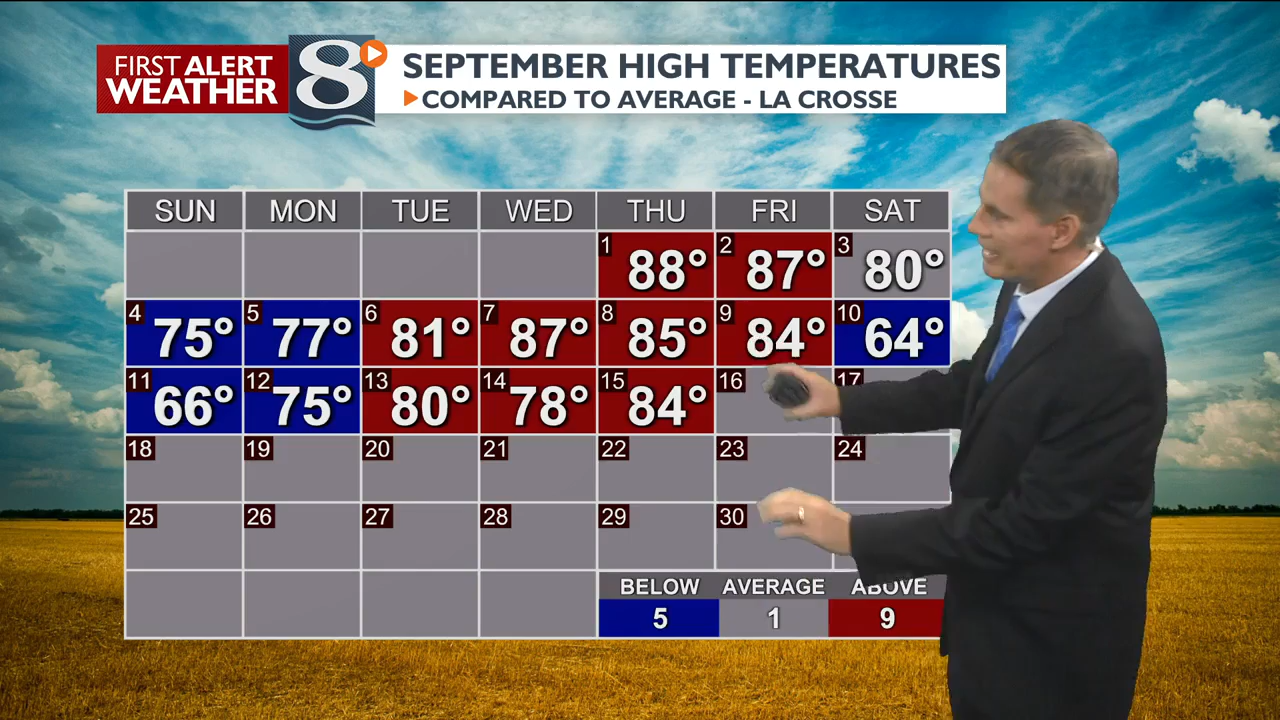 FIRST ALERT
WEATHER
8
SEPTEMBER HIGH TEMPERATURES
COMPARED TO AVERAGE - LA CROSSE
SUN MON TUE WED THU FRI SAT
1 2 3
88° 87° 80°
4 5 6 7 8 9 10
75° 77° 81° 87° 85° 84° 64°
11 12 13 14 15 16 17
66° 75° 80° 78° 84°
18 19 20 21 22 23 24
25 26 27 28 29 30
BELOW AVERAGE ABOVE
5 1 9